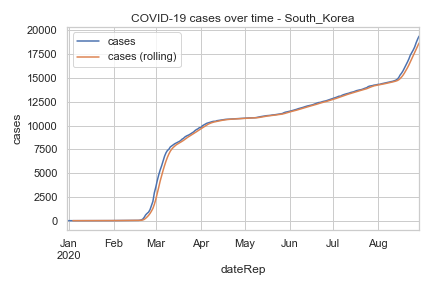 COVID-19 cases over time - South_Korea
cases
cases (rolling)
20000
17500
15000
12500
10000
7500
5000
2500
0
cases
Jan Feb Mar Apr May Jun Jul Aug
2020
dateRep